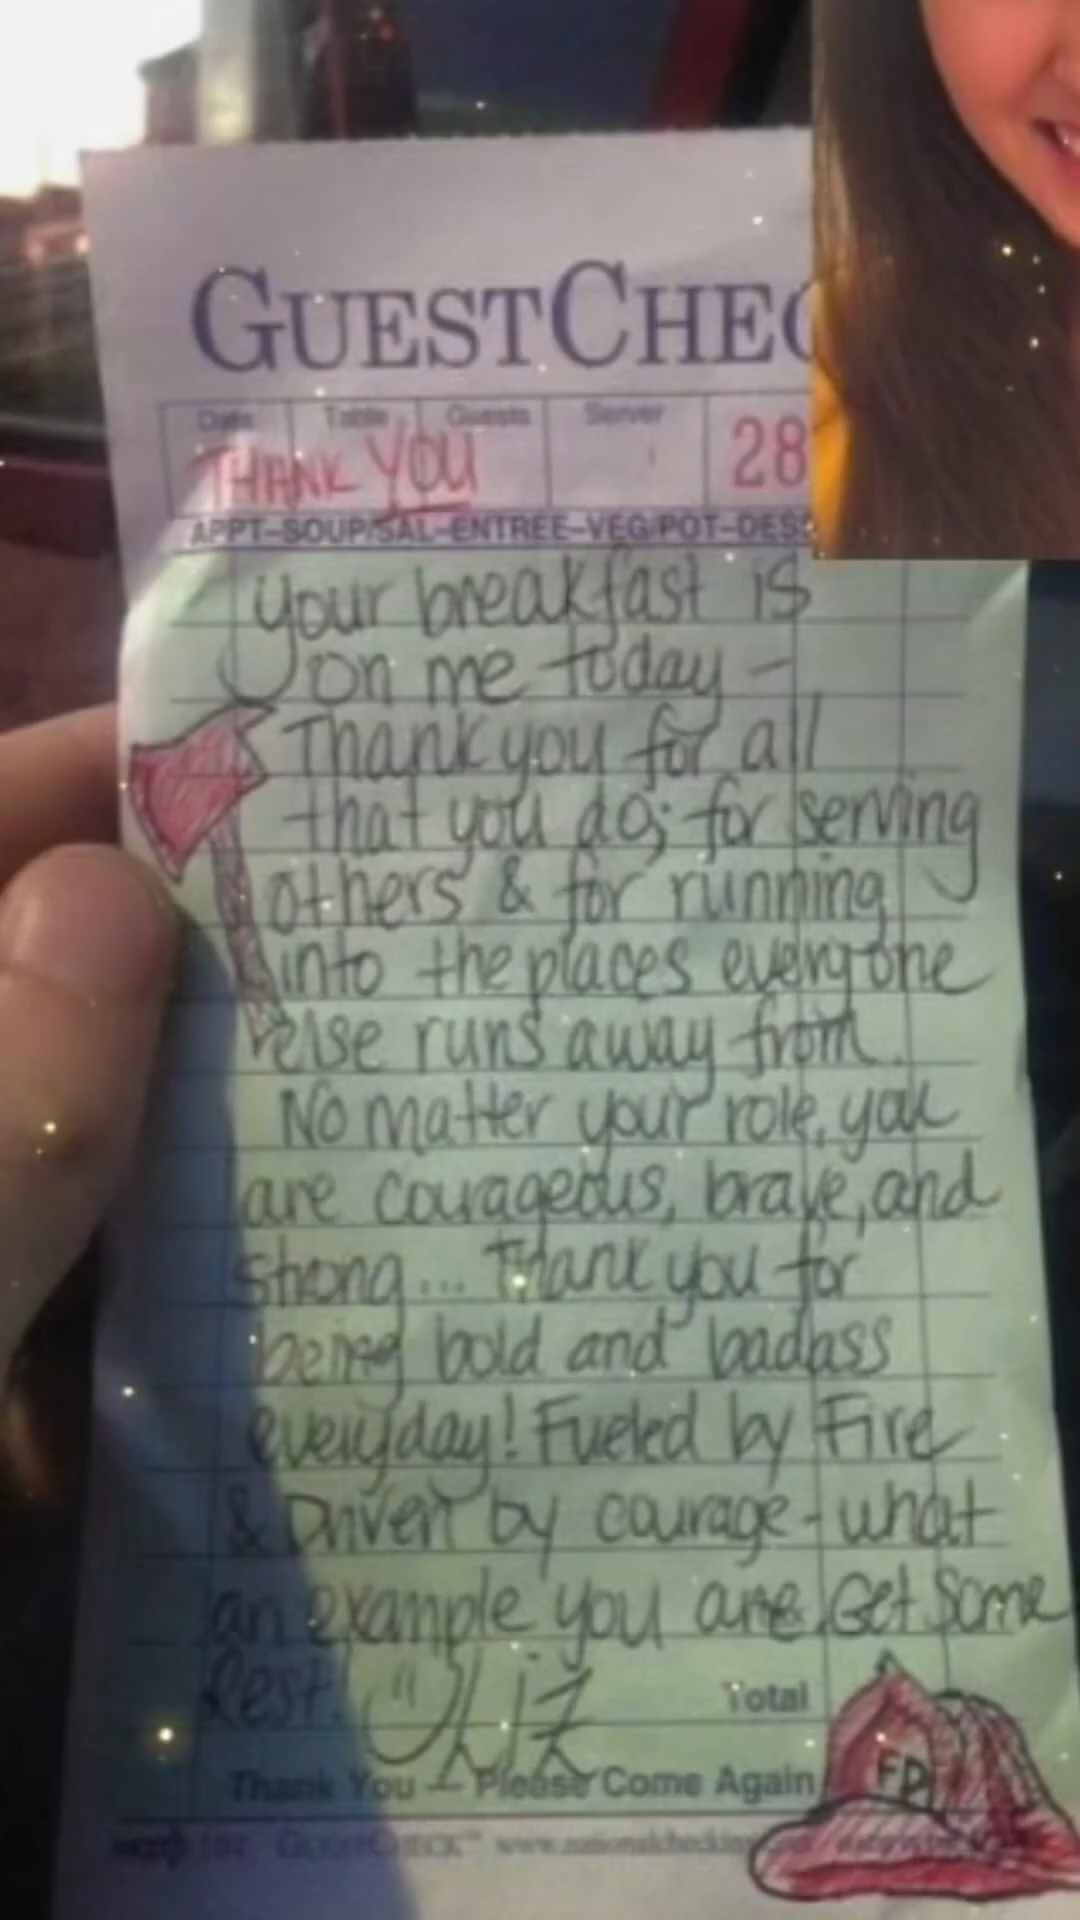 GUESTCHEC
Date Table Guests Server
THANK YOU 28
APPT–SOUP/SAL–ENTREE–VEG/POT–DESS
Your breakfast is
on me today –
Thank you for all
that you do; for serving
others & for running
into the places everyone
else runs away from.
No matter your role, you
are courageous, brave, and
strong... Thank you for
being bold and badass
everyday! Fueled by Fire
& Driven by courage - what
an example you are. Get Some
Rest! Liz
Total
FD
Thank You — Please Come Again
GUESTCHECK™ www.nationalcheckin